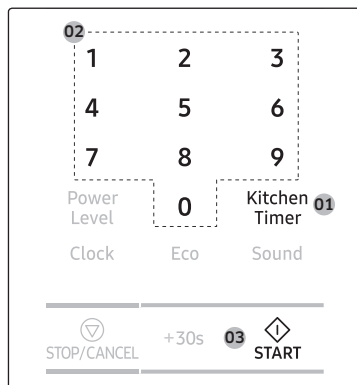 02
1 2 3
4 5 6
7 8 9
Power Level 0 Kitchen Timer 01
Clock Eco Sound
STOP/CANCEL +30s 03 START